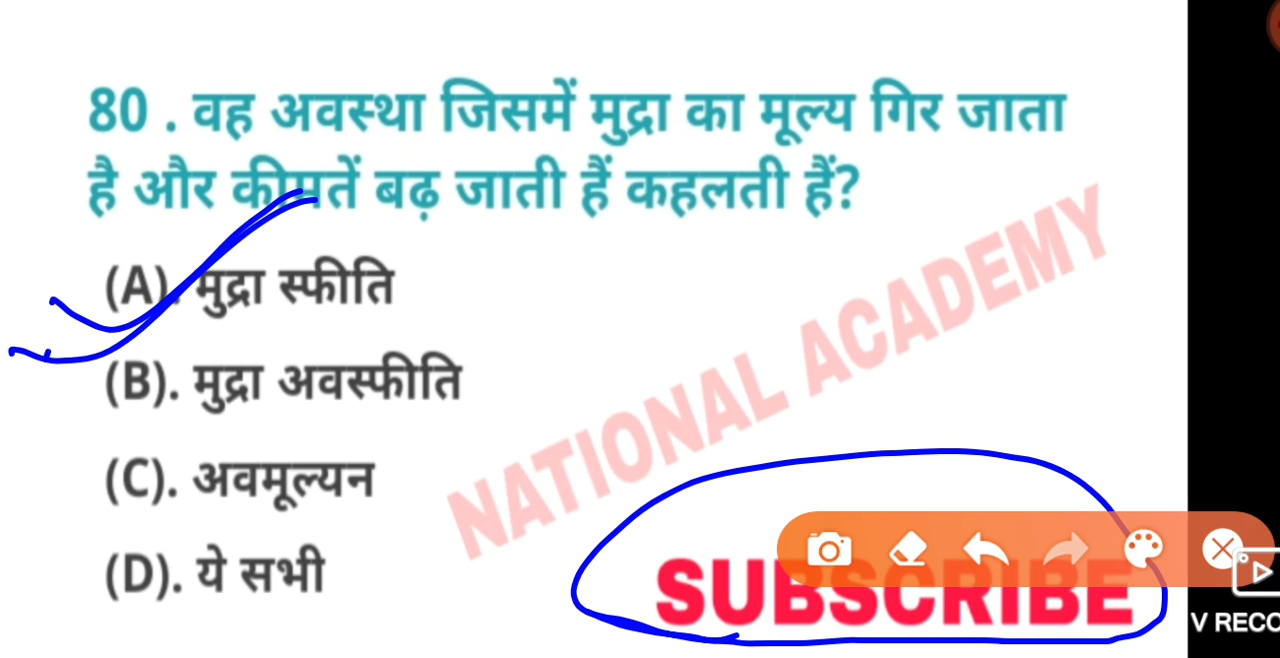 80 . वह अवस्था जिसमें मुद्रा का मूल्य गिर जाता
है और कीमतें बढ़ जाती हैं कहलती हैं?
(A). मुद्रा स्फीति
(B). मुद्रा अवस्फीति
(C). अवमूल्यन
(D). ये सभी
NATIONAL ACADEMY
SUBSCRIBE
V RECO